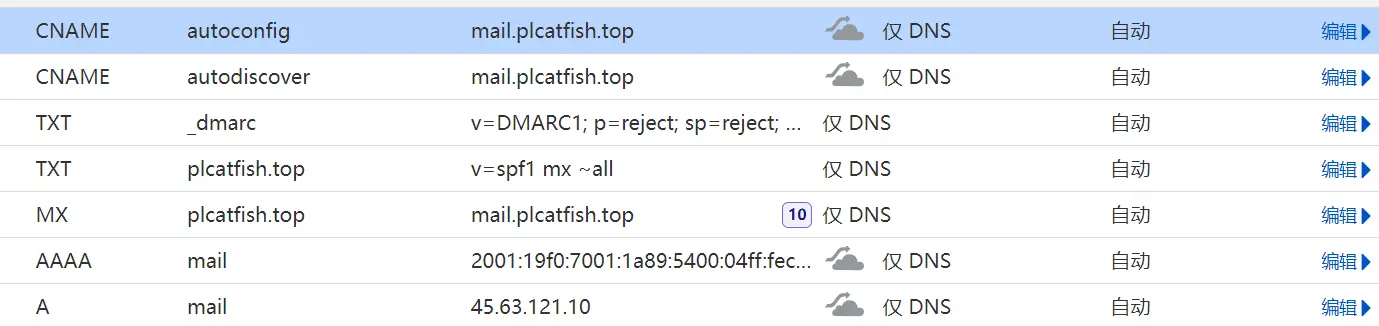 CNAME autoconfig mail.plcatfish.top 仅 DNS 自动 编辑
CNAME autodiscover mail.plcatfish.top 仅 DNS 自动 编辑
TXT _dmarc v=DMARC1; p=reject; sp=reject; ... 仅 DNS 自动 编辑
TXT plcatfish.top v=spf1 mx ~all 仅 DNS 自动 编辑
MX plcatfish.top mail.plcatfish.top 10 仅 DNS 自动 编辑
AAAA mail 2001:19f0:7001:1a89:5400:04ff:fec... 仅 DNS 自动 编辑
A mail 45.63.121.10 仅 DNS 自动 编辑